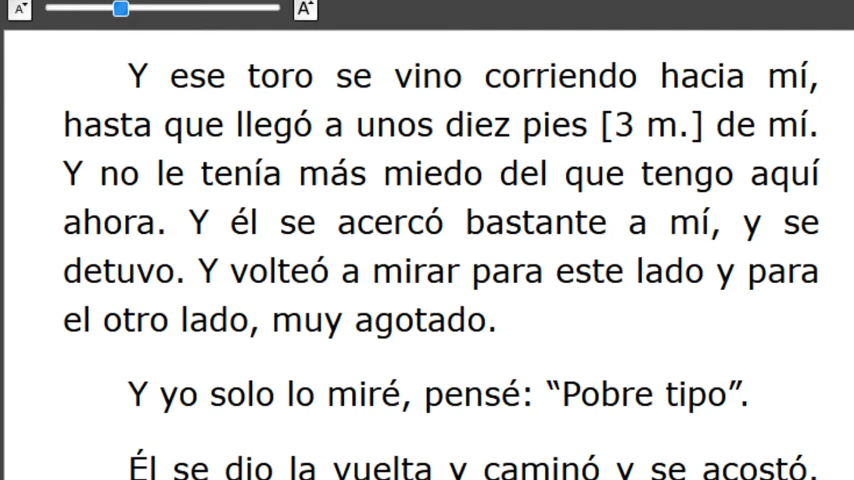 A
A
Y ese toro se vino corriendo hacia mí,
hasta que llegó a unos diez pies [3 m.] de mí.
Y no le tenía más miedo del que tengo aquí
ahora. Y él se acercó bastante a mí, y se
detuvo. Y volteó a mirar para este lado y para
el otro lado, muy agotado.
Y yo solo lo miré, pensé: “Pobre tipo”.
Él se dio la vuelta y caminó y se acostó.